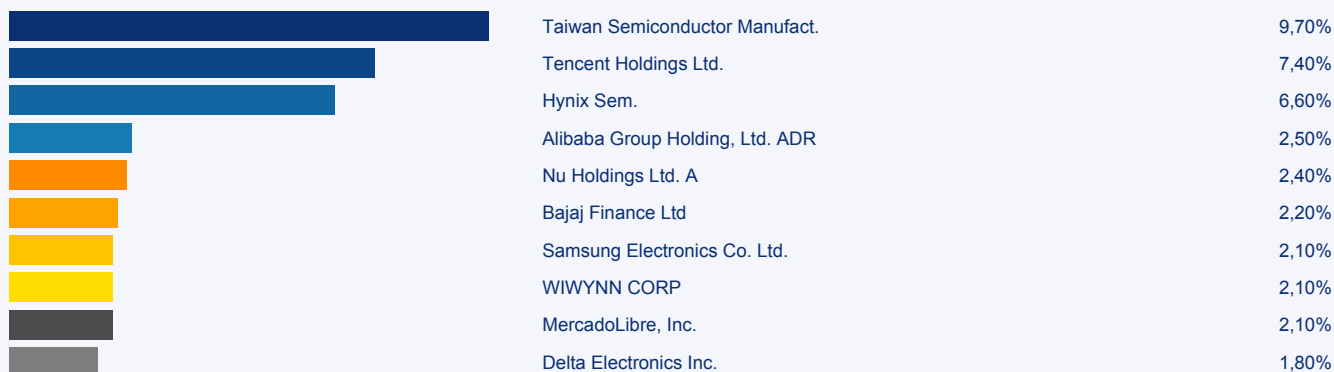 Taiwan Semiconductor Manufact. 9,70%
Tencent Holdings Ltd. 7,40%
Hynix Sem. 6,60%
Alibaba Group Holding, Ltd. ADR 2,50%
Nu Holdings Ltd. A 2,40%
Bajaj Finance Ltd 2,20%
Samsung Electronics Co. Ltd. 2,10%
WIWYNN CORP 2,10%
MercadoLibre, Inc. 2,10%
Delta Electronics Inc. 1,80%